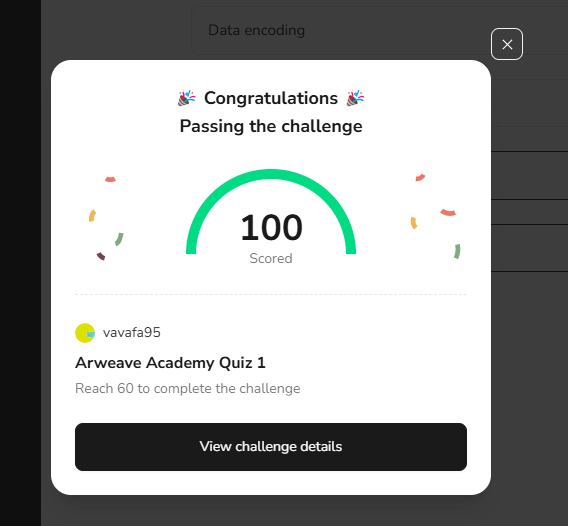 Data encoding
🎉 Congratulations 🎉
Passing the challenge
100
Scored
vavafa95
Arweave Academy Quiz 1
Reach 60 to complete the challenge
View challenge details